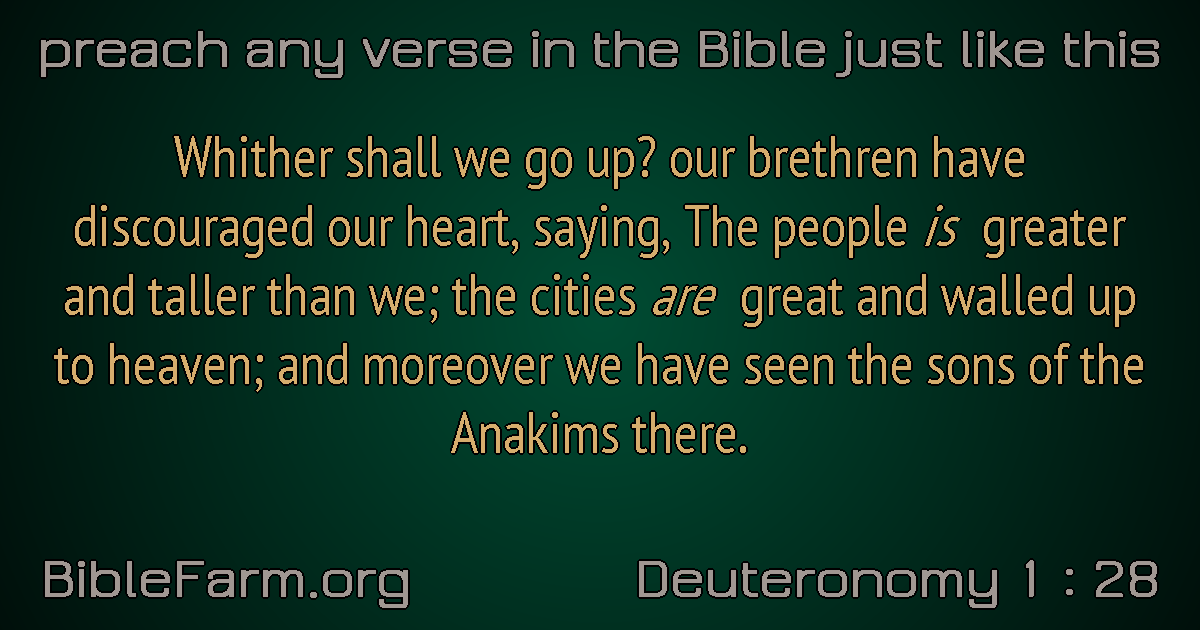 preach any verse in the Bible just like this
Whither shall we go up? our brethren have
discouraged our heart, saying, The people is greater
and taller than we; the cities are great and walled up
to heaven; and moreover we have seen the sons of the
Anakims there.
BibleFarm.org
Deuteronomy 1 : 28